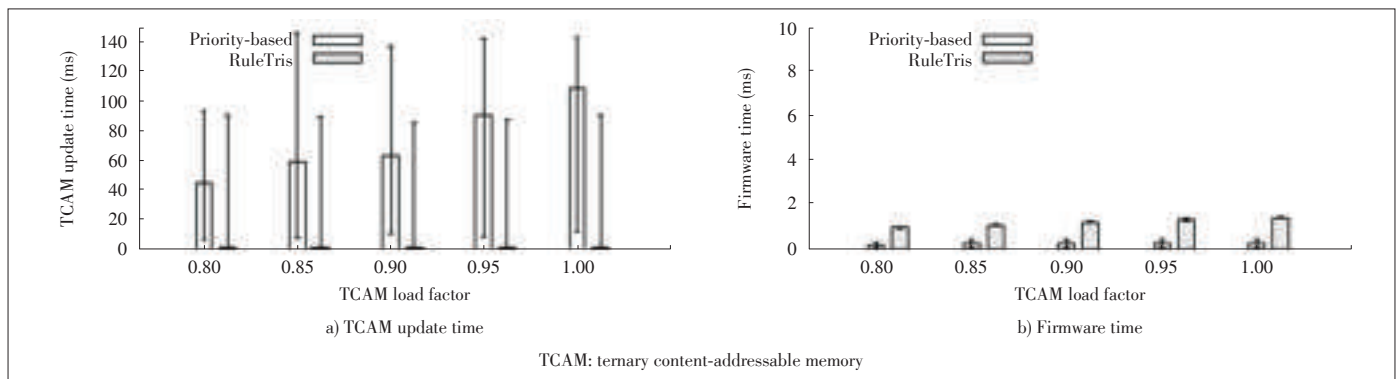 140
120
100
80
60
40
20
0
TCAM update time (ms)
Priority-based
RuleTris
0.80 0.85 0.90 0.95 1.00
TCAM load factor
a) TCAM update time
10
8
6
4
2
0
Firmware time (ms)
Priority-based
RuleTris
0.80 0.85 0.90 0.95 1.00
TCAM load factor
b) Firmware time
TCAM: ternary content-addressable memory